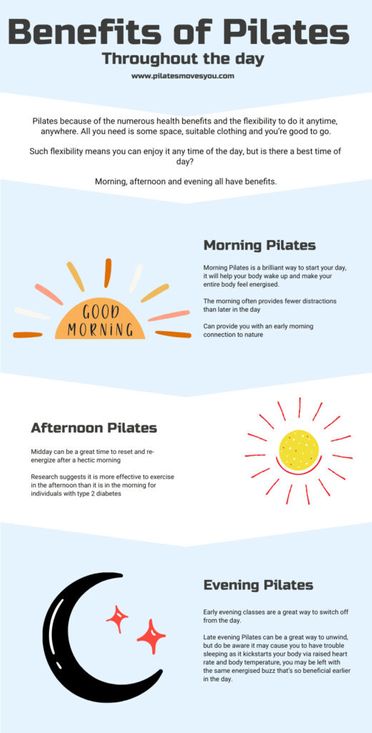 Benefits of Pilates
Throughout the day
www.pilatesmovesyou.com
Pilates because of the numerous health benefits and the flexibility to do it anytime,
anywhere. All you need is some space, suitable clothing and you're good to go.
Such flexibility means you can enjoy it any time of the day, but is there a best time of
day?
Morning, afternoon and evening all have benefits.
Morning Pilates
Morning Pilates is a brilliant way to start your day,
it will help your body wake up and make your
entire body feel energised.
The morning often provides fewer distractions
than later in the day
Can provide you with an early morning
connection to nature
GOOD
MORNING
Afternoon Pilates
Midday can be a great time to reset and re-
energize after a hectic morning
Research suggests it is more effective to exercise
in the afternoon than it is in the morning for
individuals with type 2 diabetes
Evening Pilates
Early evening classes are a great way to switch off
from the day.
Late evening Pilates can be a great way to unwind,
but do be aware it may cause you to have trouble
sleeping as it kickstarts your body via raised heart
rate and body temperature, you may be left with
the same energised buzz that's so beneficial earlier
in the day.